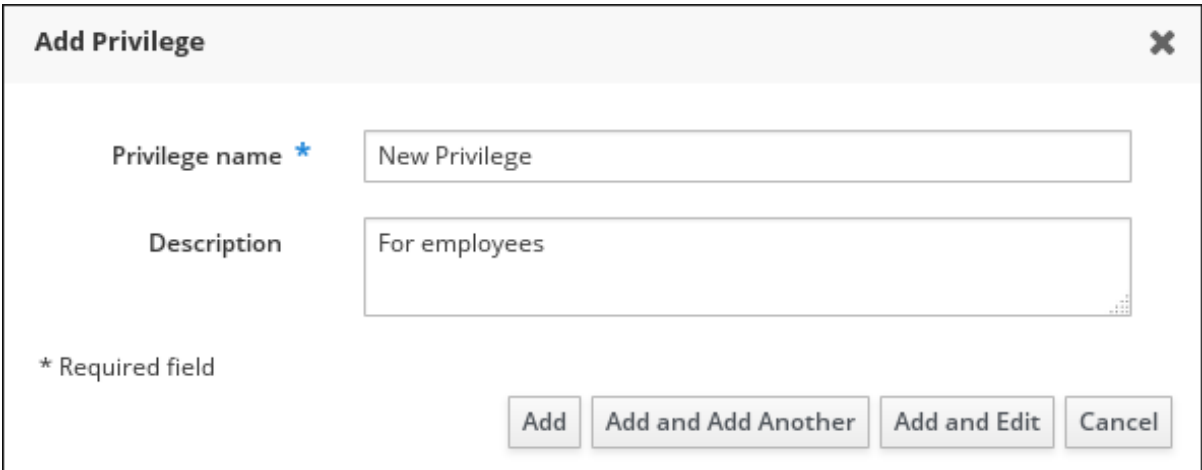 Add Privilege
Privilege name *
New Privilege
Description
For employees
* Required field
Add
Add and Add Another
Add and Edit
Cancel